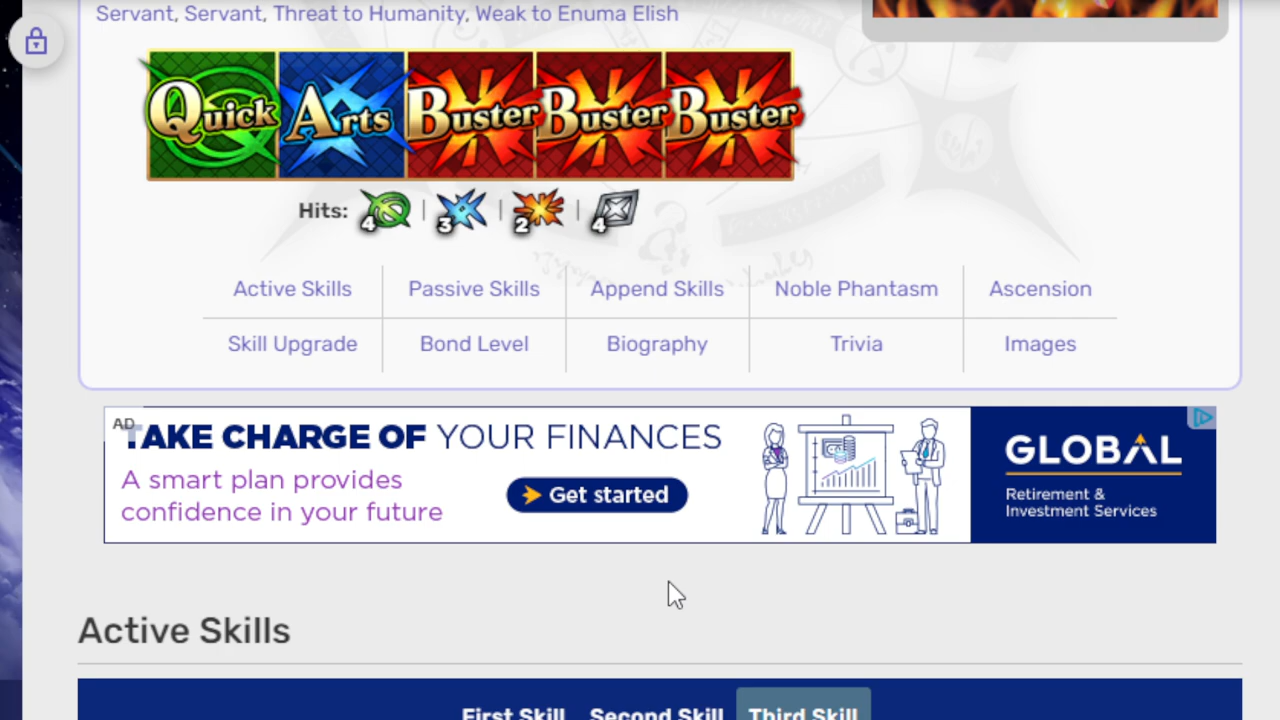 Servant, Servant, Threat to Humanity, Weak to Enuma Elish
Quick Arts Buster Buster Buster
Hits: 4 | 3 | 2 | 4
Active Skills Passive Skills Append Skills Noble Phantasm Ascension
Skill Upgrade Bond Level Biography Trivia Images
AD
TAKE CHARGE OF YOUR FINANCES
A smart plan provides
confidence in your future
Get started
GLOBAL
Retirement &
Investment Services
Active Skills
First Skill Second Skill Third Skill